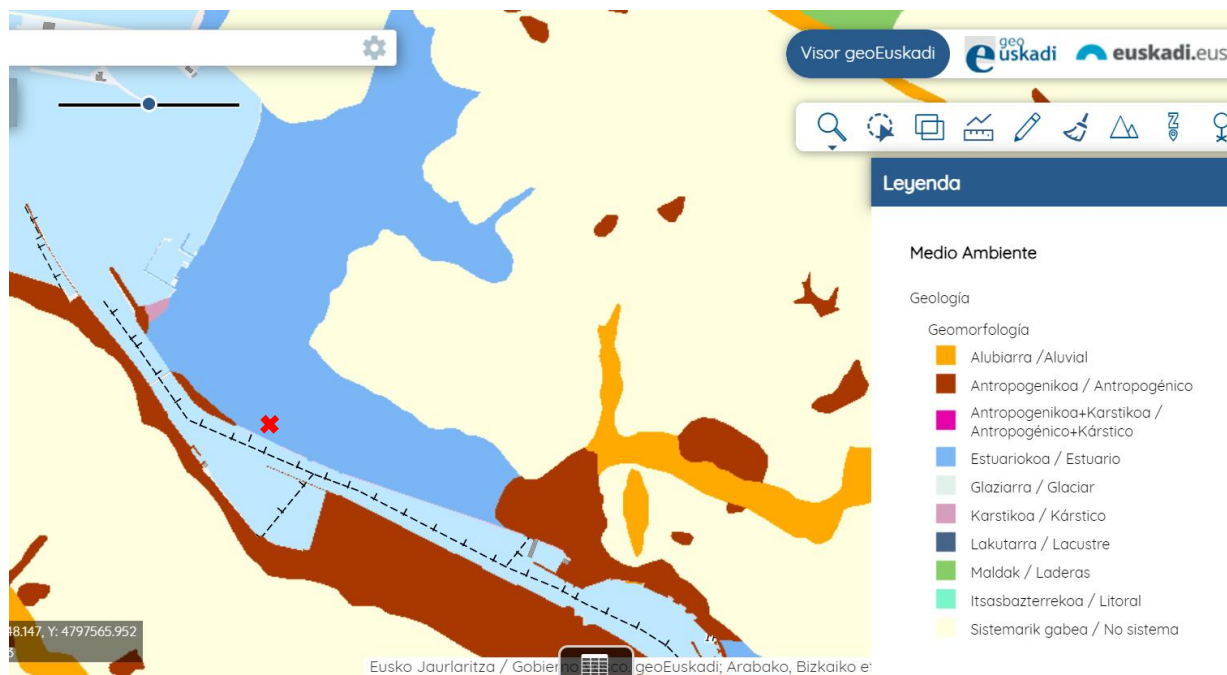 Visor geoEuskadi
geo
euskadi
euskadi.eus
Leyenda
Medio Ambiente
Geología
Geomorfología
Alubiarra /Aluvial
Antropogenikoa / Antropogénico
Antropogenikoa+Karstikoa /
Antropogénico+Kárstico
Estuariokoa / Estuario
Glaziarra / Glaciar
Karstikoa / Kárstico
Lakutarra / Lacustre
Maldak / Laderas
Itsasbazterrekoa / Litoral
Sistemarik gabea / No sistema
48.147, Y: 4797565.952
Eusko Jaurlaritza / Gobierno co, geoEuskadi; Arabako, Bizkaiko e